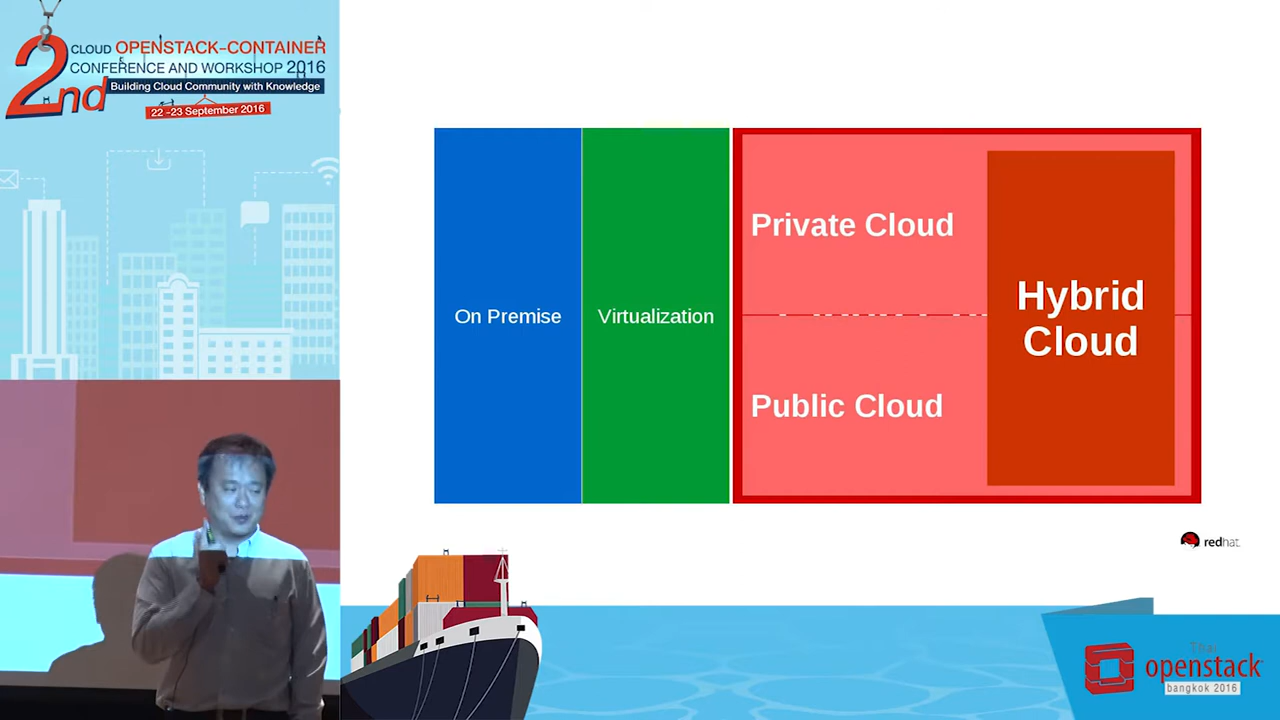 2nd
CLOUD OPENSTACK-CONTAINER
CONFERENCE AND WORKSHOP 2016
Building Cloud Community with Knowledge
22 -23 September 2016
On Premise
Virtualization
Private Cloud
Public Cloud
Hybrid
Cloud
redhat.
Thai
openstack
bangkok 2016